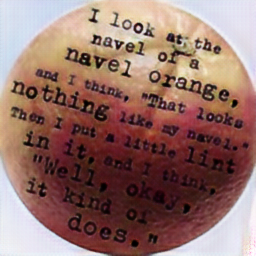 I look at the
navel of a
navel orange,
and I think, "That looks
nothing like my navel."
Then I put a little lint
in it, and I think,
"Well, okay,
it kind of
does."